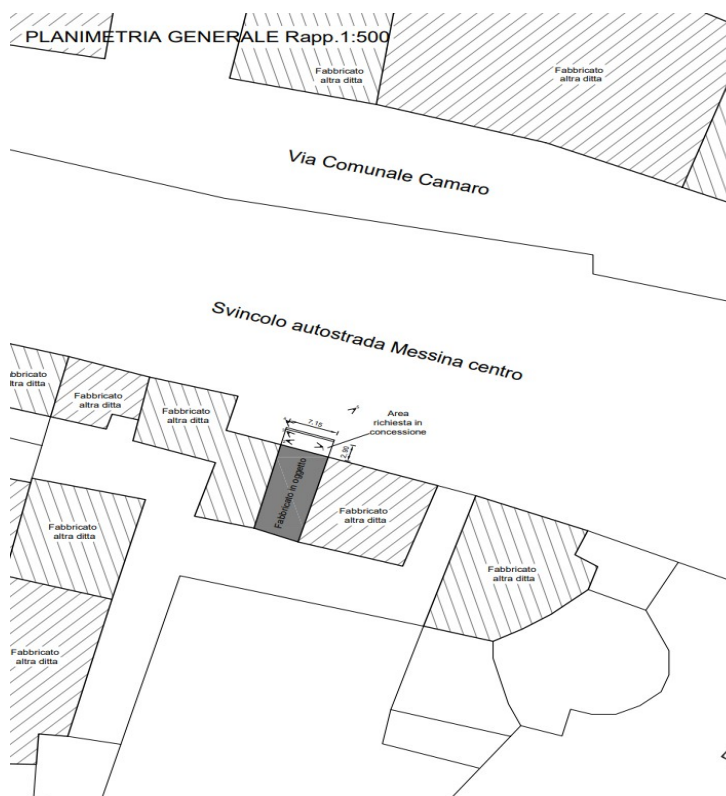 PLANIMETRIA GENERALE Rapp.1:500
Fabbricato
altra ditta
Fabbricato
altra ditta
Via Comunale Camaro
Svincolo autostrada Messina centro
Fabbricato
altra ditta
Fabbricato
altra ditta
Fabbricato
altra ditta
7,15
Area
richiesta in
concessione
2,90
Fabbricato in oggetto
Fabbricato
altra ditta
Fabbricato
altra ditta
Fabbricato
altra ditta
Fabbricato
altra ditta